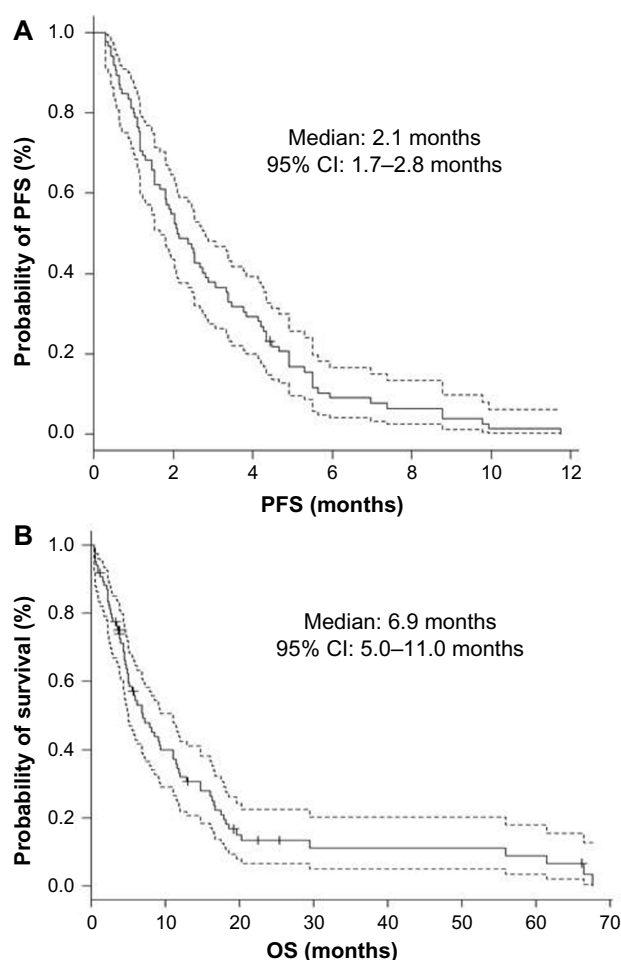 A
Probability of PFS (%)
1.0
0.8
0.6
0.4
0.2
0.0
Median: 2.1 months
95% CI: 1.7–2.8 months
0 2 4 6 8 10 12
PFS (months)
B
Probability of survival (%)
1.0
0.8
0.6
0.4
0.2
0.0
Median: 6.9 months
95% CI: 5.0–11.0 months
0 10 20 30 40 50 60 70
OS (months)